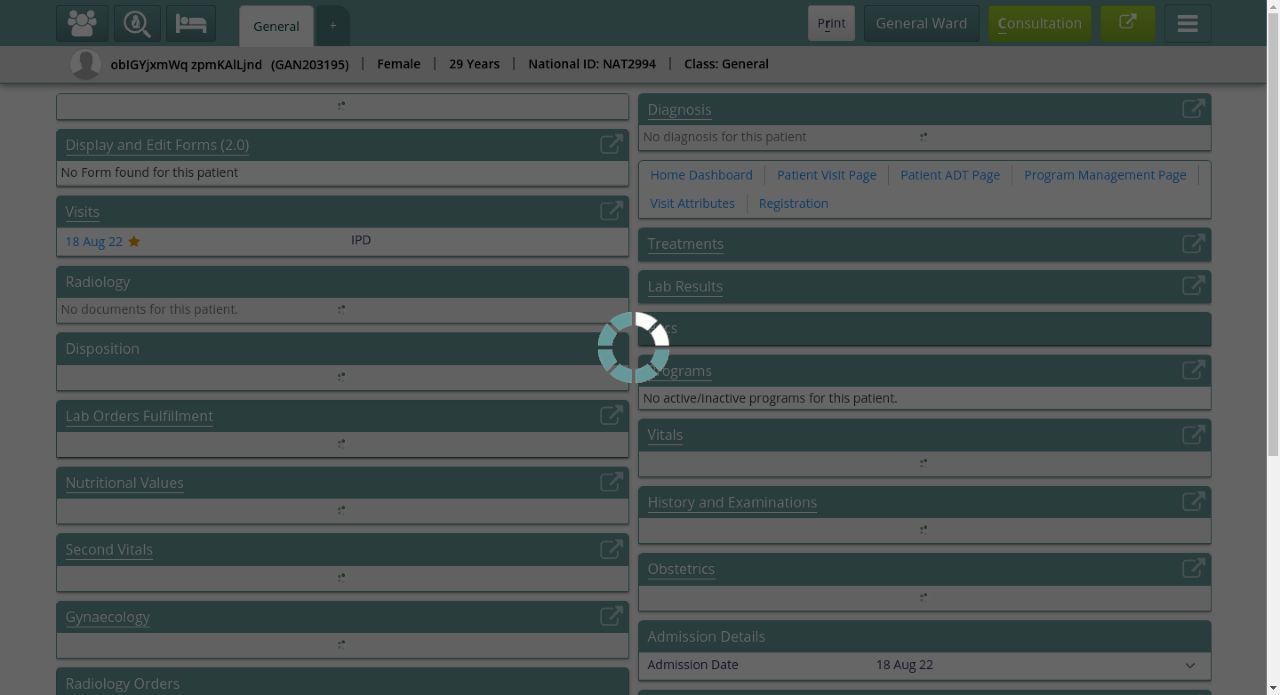 General
+
Print
General Ward
Consultation
obIGYjxmWq zpmKAlLjnd (GAN203195) | Female | 29 Years | National ID: NAT2994 | Class: General
Display and Edit Forms (2.0)
No Form found for this patient
Visits
18 Aug 22 IPD
Radiology
No documents for this patient.
Disposition
Lab Orders Fulfillment
Nutritional Values
Second Vitals
Gynaecology
Radiology Orders
Diagnosis
No diagnosis for this patient
Home Dashboard | Patient Visit Page | Patient ADT Page | Program Management Page |
Visit Attributes | Registration
Treatments
Lab Results
Programs
No active/inactive programs for this patient.
Vitals
History and Examinations
Obstetrics
Admission Details
Admission Date 18 Aug 22